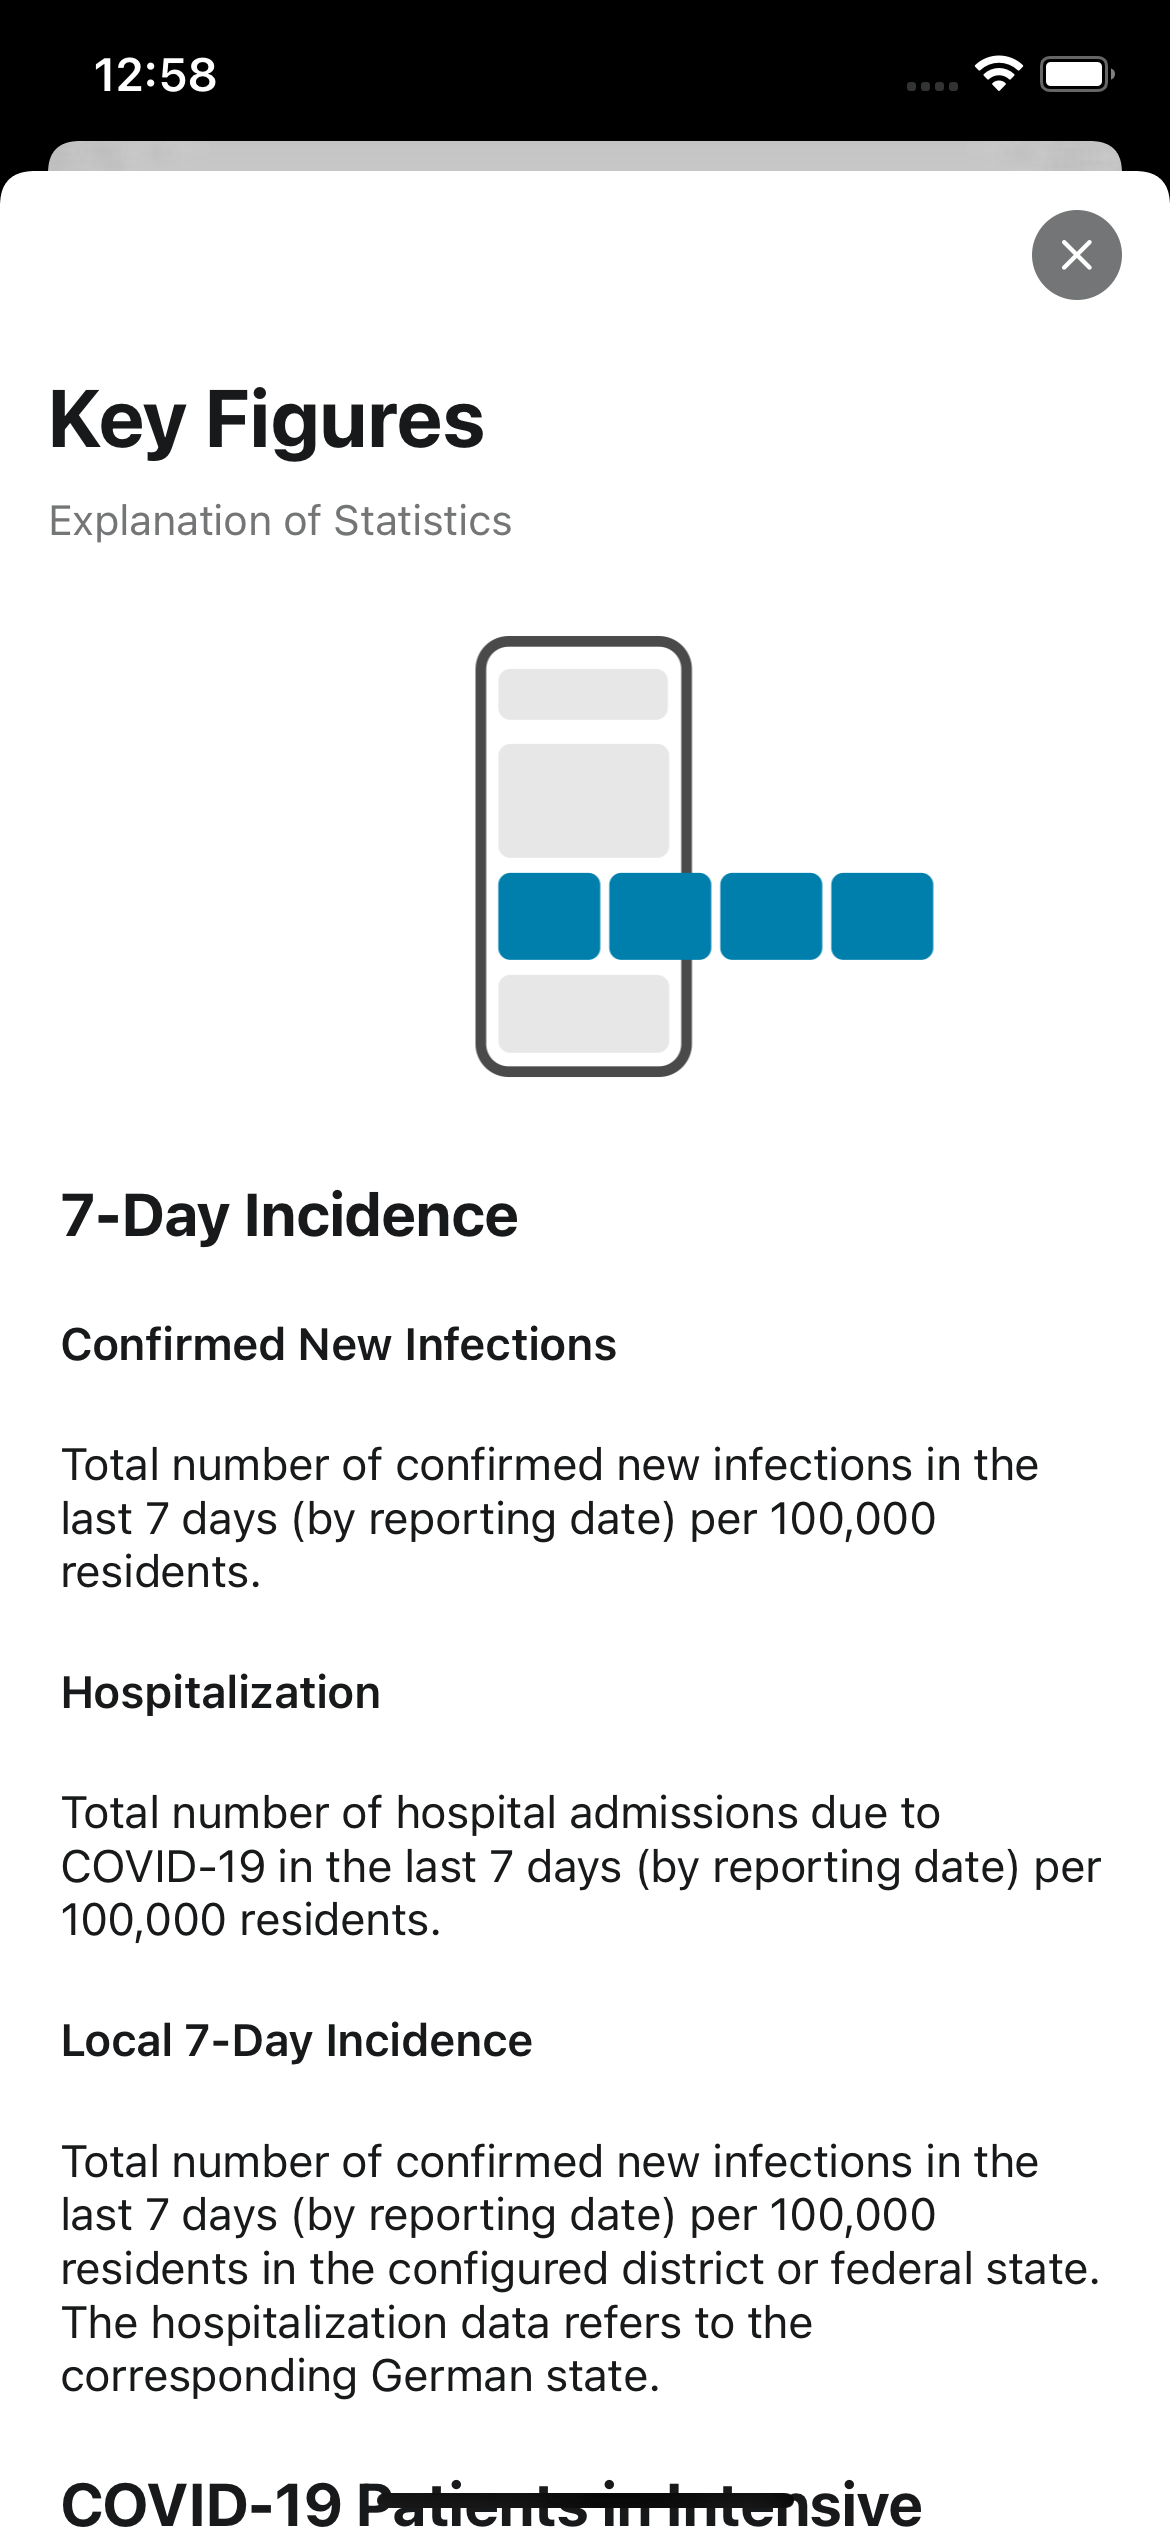 12:58
Key Figures
Explanation of Statistics
7-Day Incidence
Confirmed New Infections
Total number of confirmed new infections in the
last 7 days (by reporting date) per 100,000
residents.
Hospitalization
Total number of hospital admissions due to
COVID-19 in the last 7 days (by reporting date) per
100,000 residents.
Local 7-Day Incidence
Total number of confirmed new infections in the
last 7 days (by reporting date) per 100,000
residents in the configured district or federal state.
The hospitalization data refers to the
corresponding German state.
COVID-19 Patients in Intensive